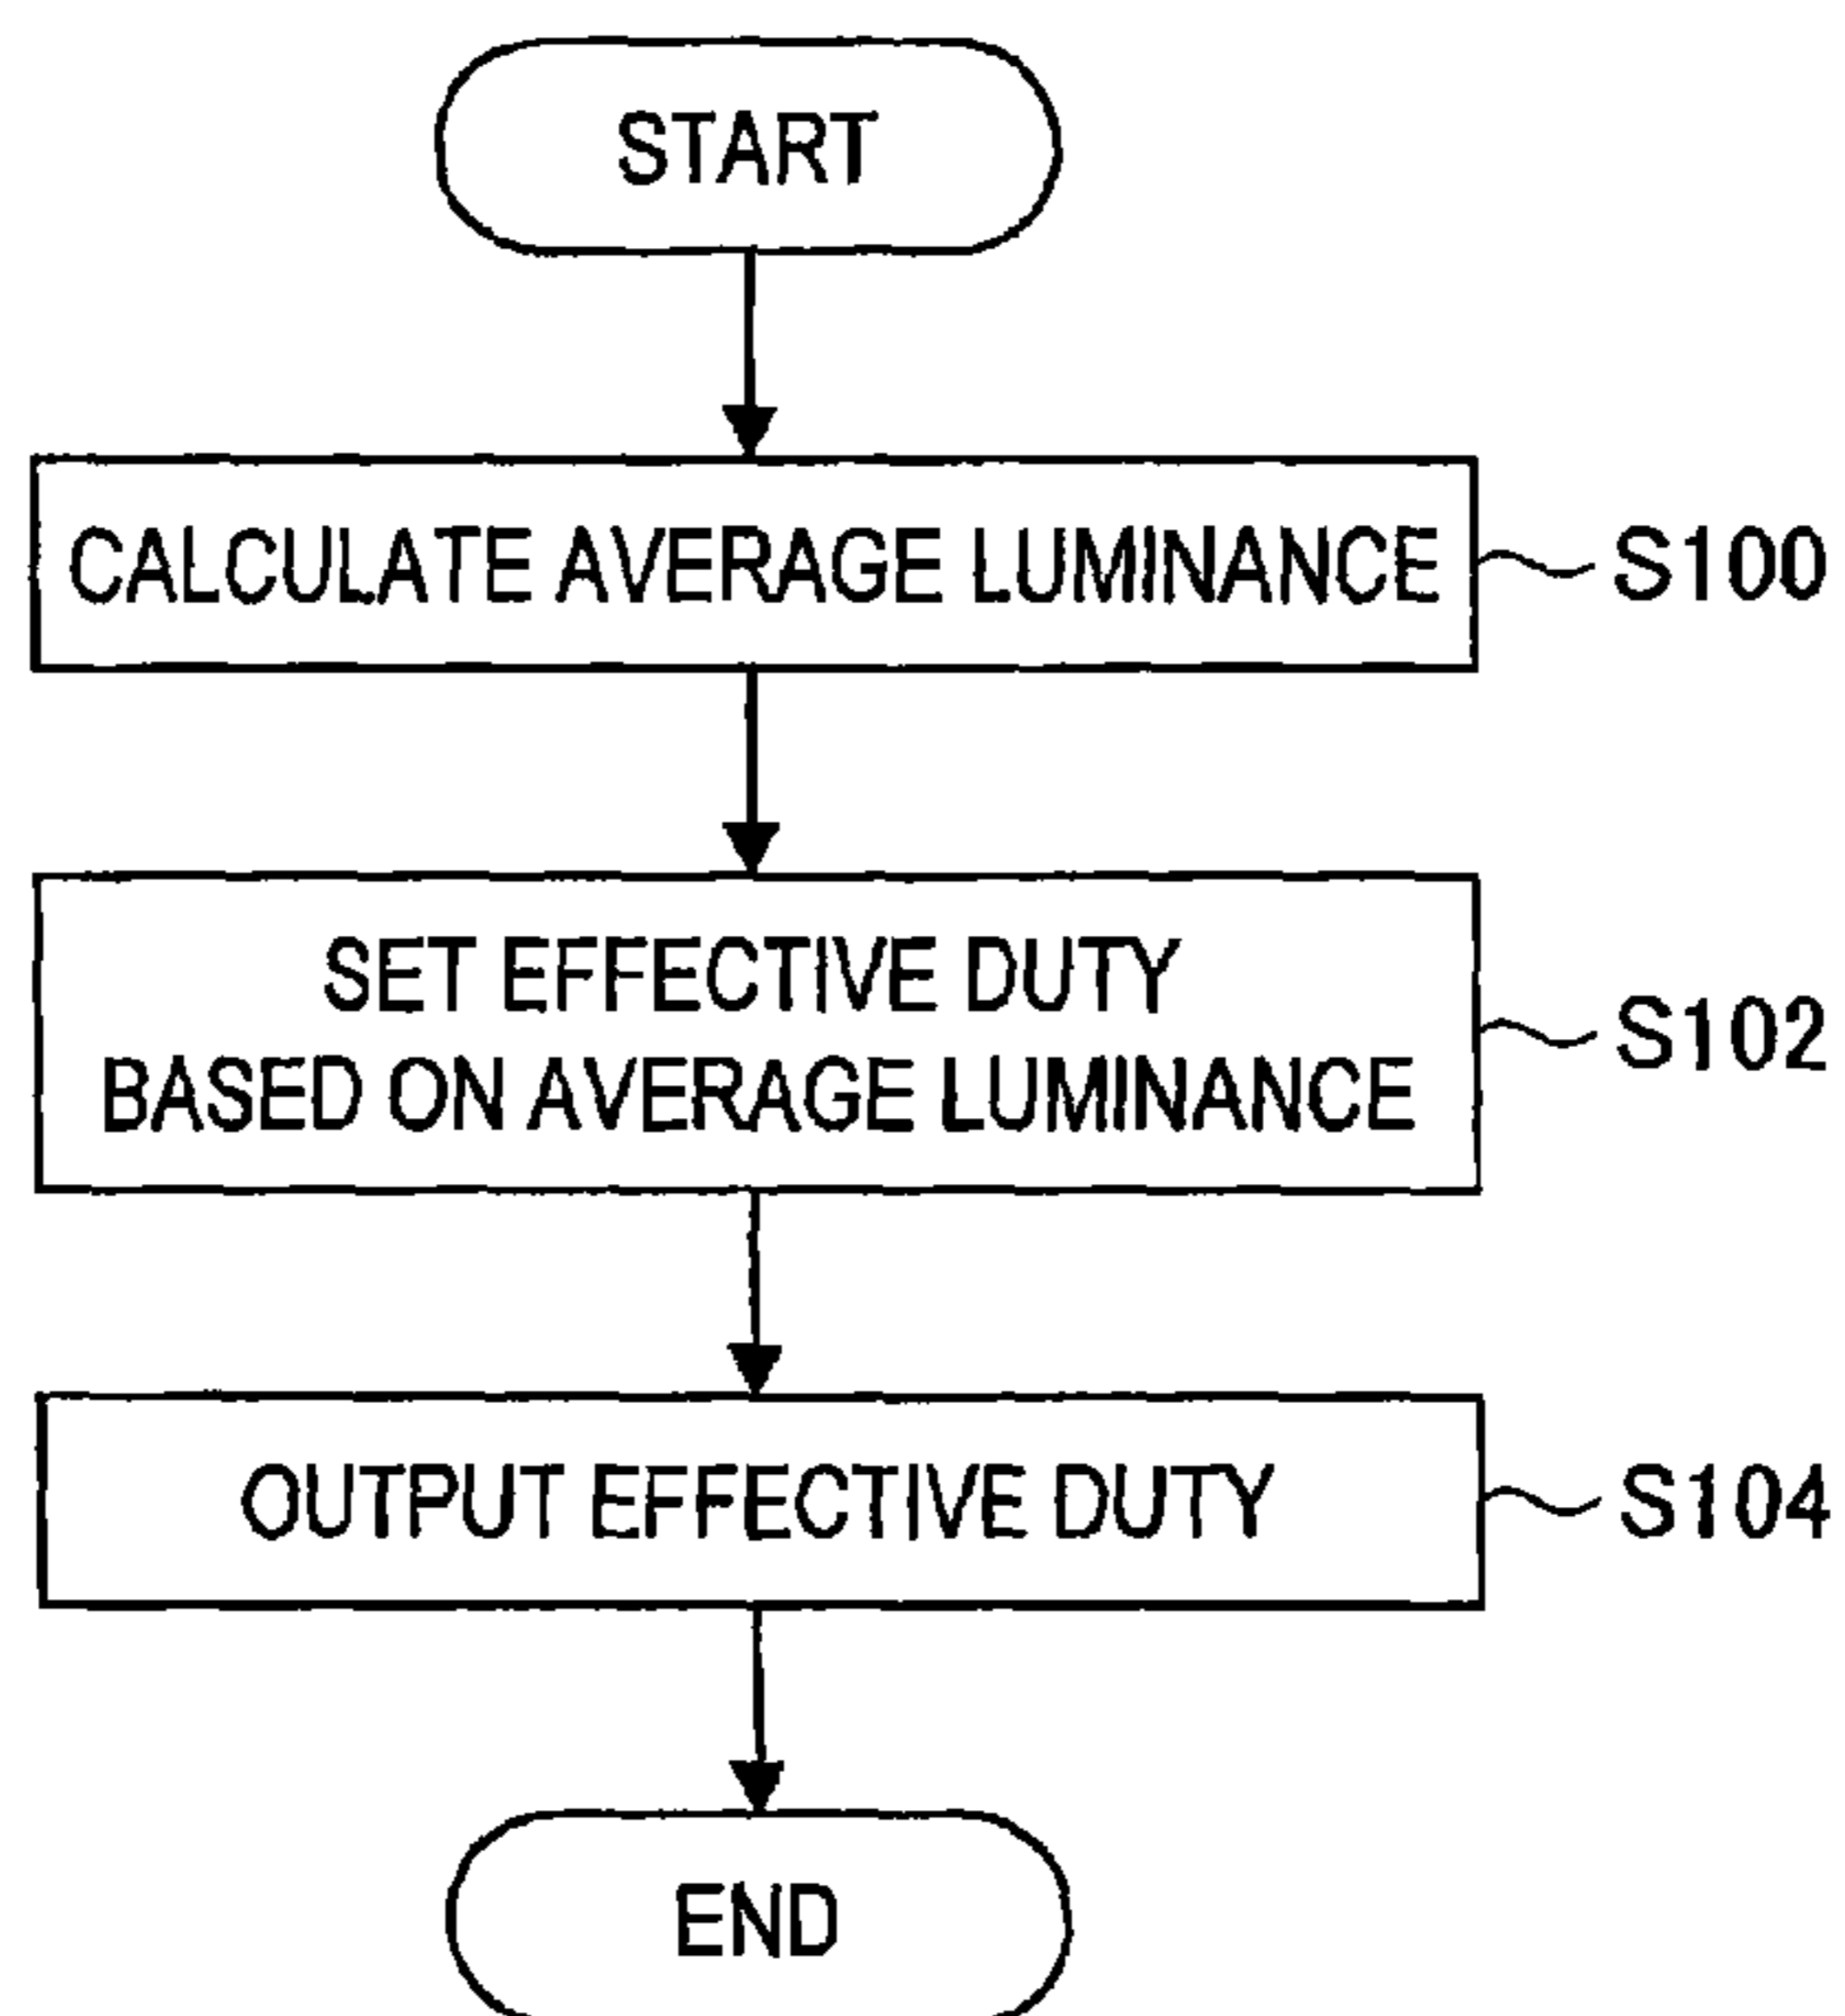 START
CALCULATE AVERAGE LUMINANCE
S100
SET EFFECTIVE DUTY
BASED ON AVERAGE LUMINANCE
S102
OUTPUT EFFECTIVE DUTY
S104
END